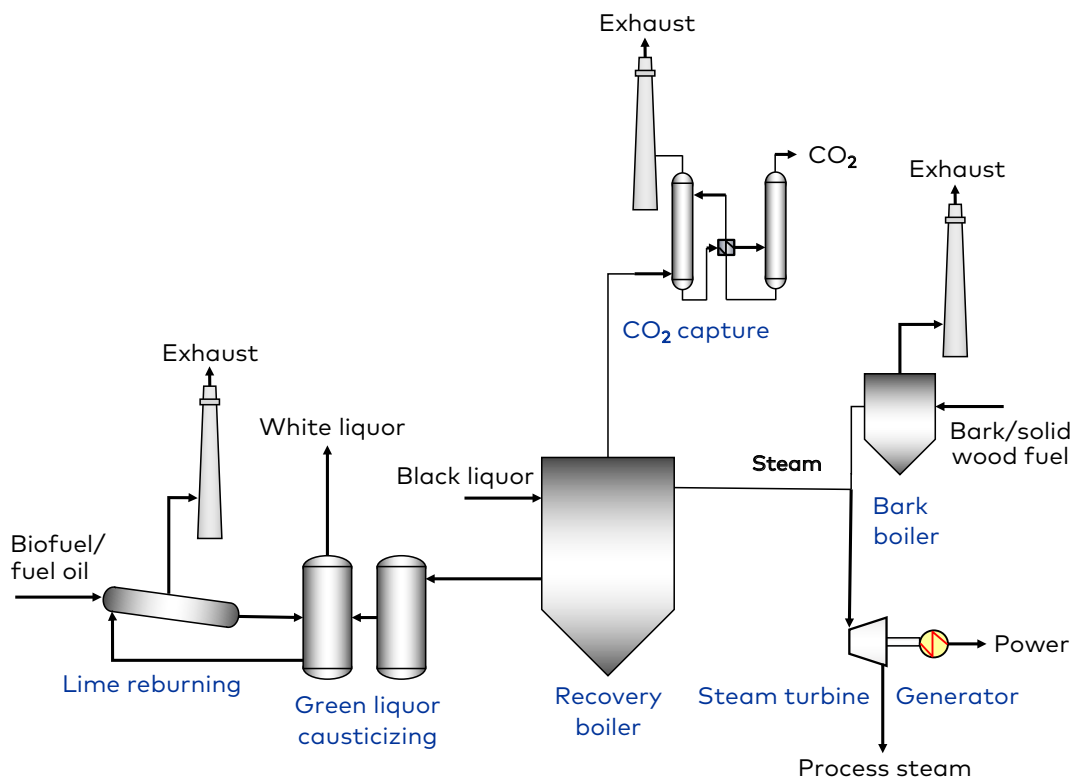 Exhaust
CO₂
Exhaust
CO₂ capture
Exhaust
White liquor
Bark/solid
wood fuel
Steam
Black liquor
Bark
boiler
Biofuel/
fuel oil
Power
Lime reburning
Green liquor
causticizing
Recovery
boiler
Steam turbine
Generator
Process steam